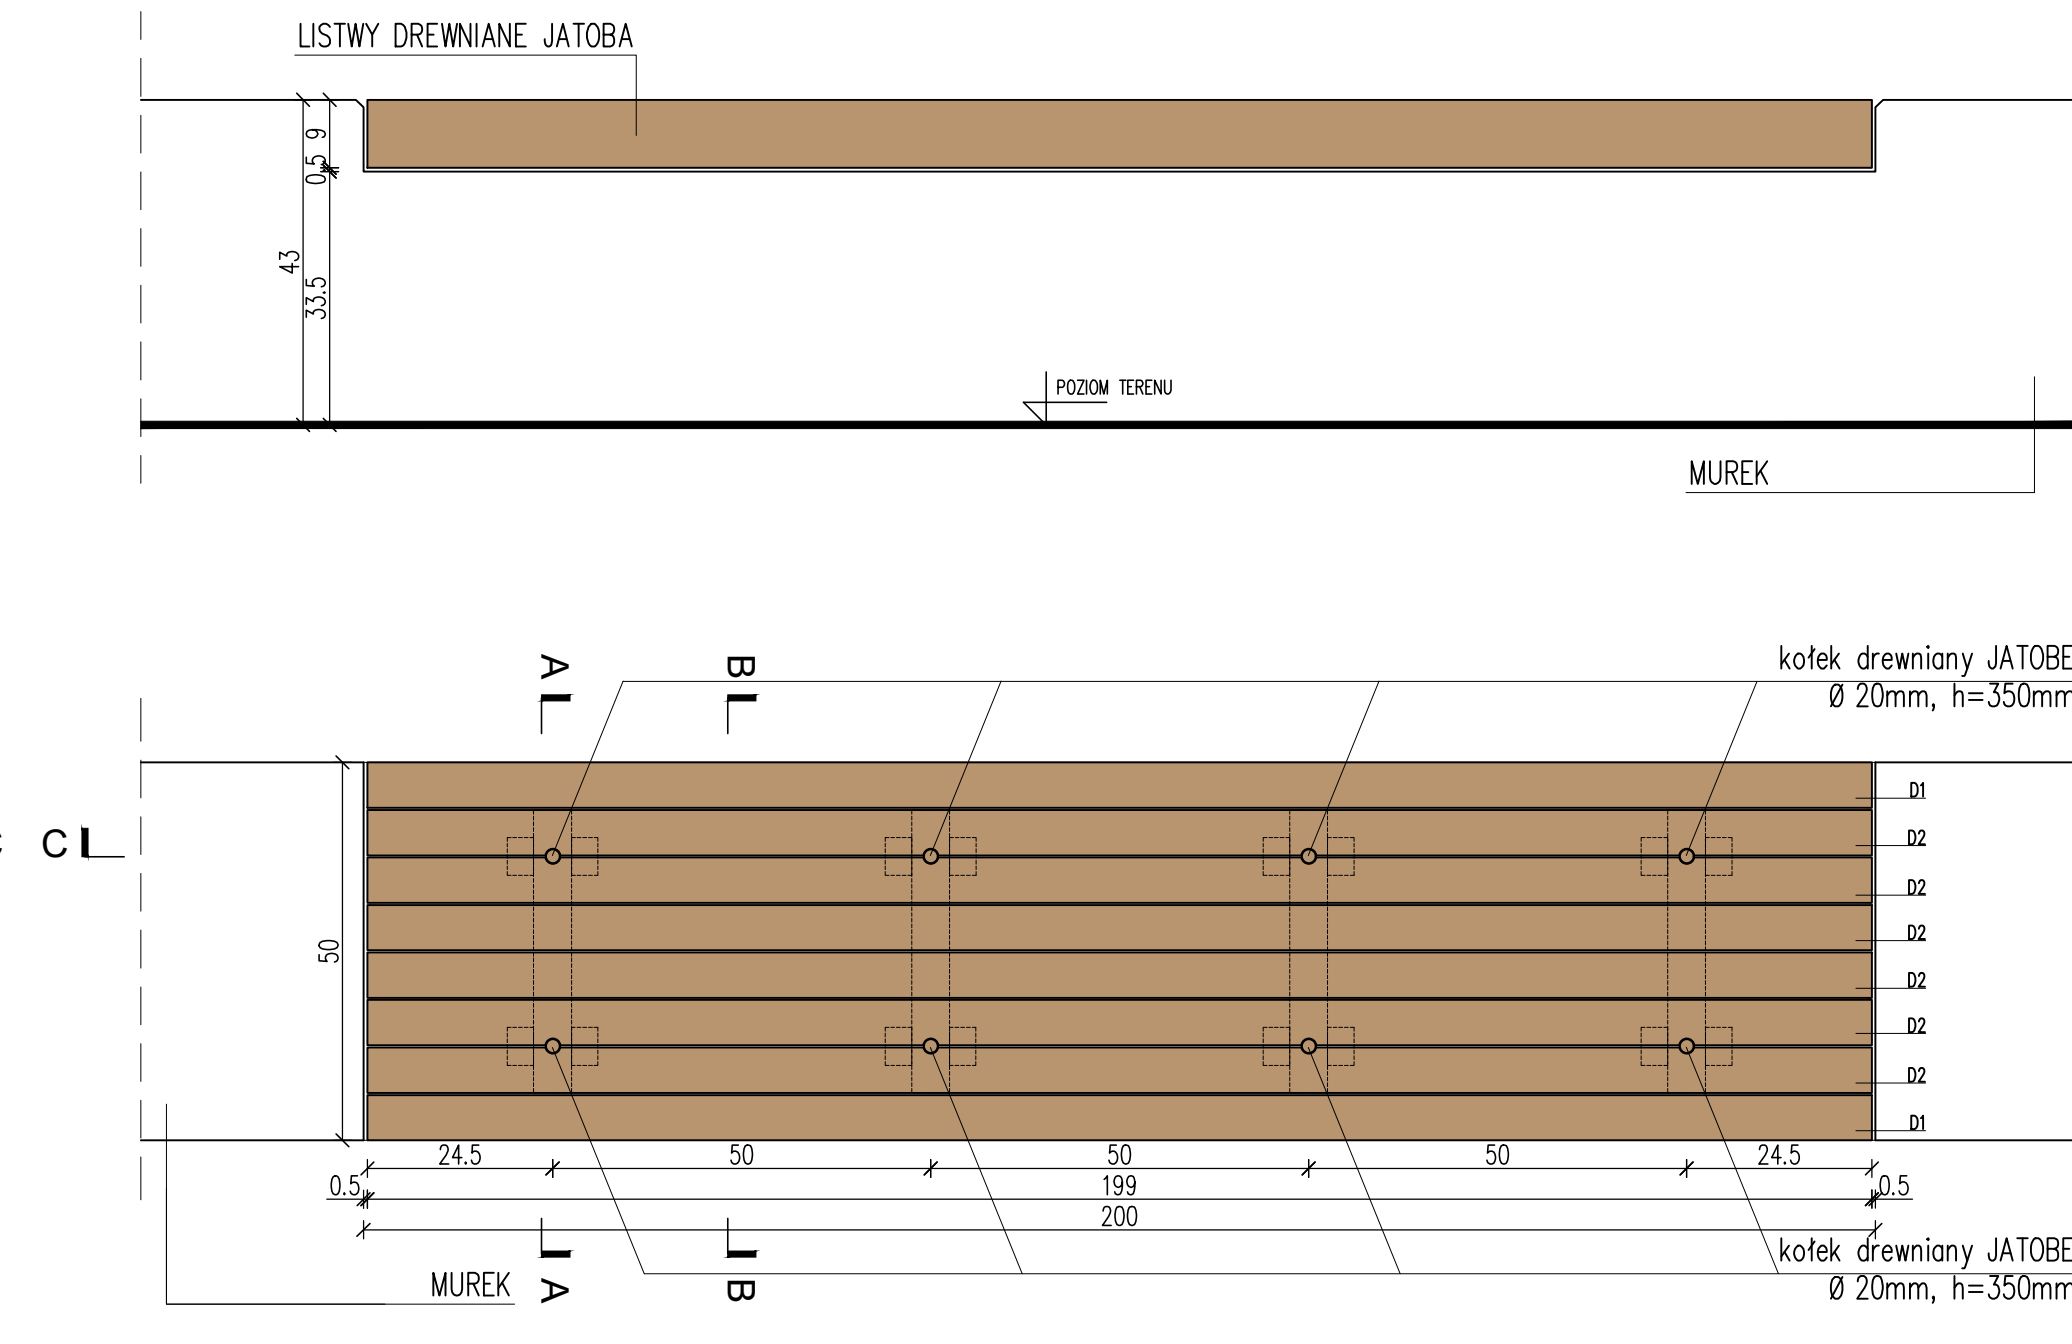 LISTWY DREWNIANE JATOBA
9
0.5
43
33.5
POZIOM TERENU
MUREK
A
B
kołek drewniany JATOBE
Ø 20mm, h=350mm
C
D1
D2
D2
D2
D2
D2
D2
D1
50
24.5
50
50
50
24.5
0.5
199
0.5
200
kołek drewniany JATOBE
Ø 20mm, h=350mm
MUREK
A
B